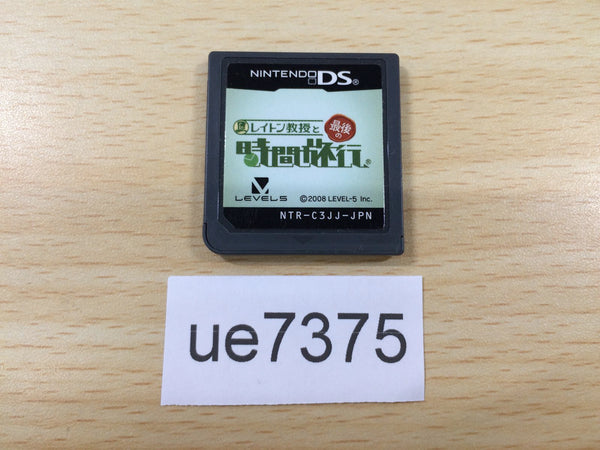 NINTENDO DS®
レイトン教授と
最後の
時間旅行®
LEVEL5
©2008 LEVEL-5 Inc.
NTR-C3JJ-JPN
ue7375